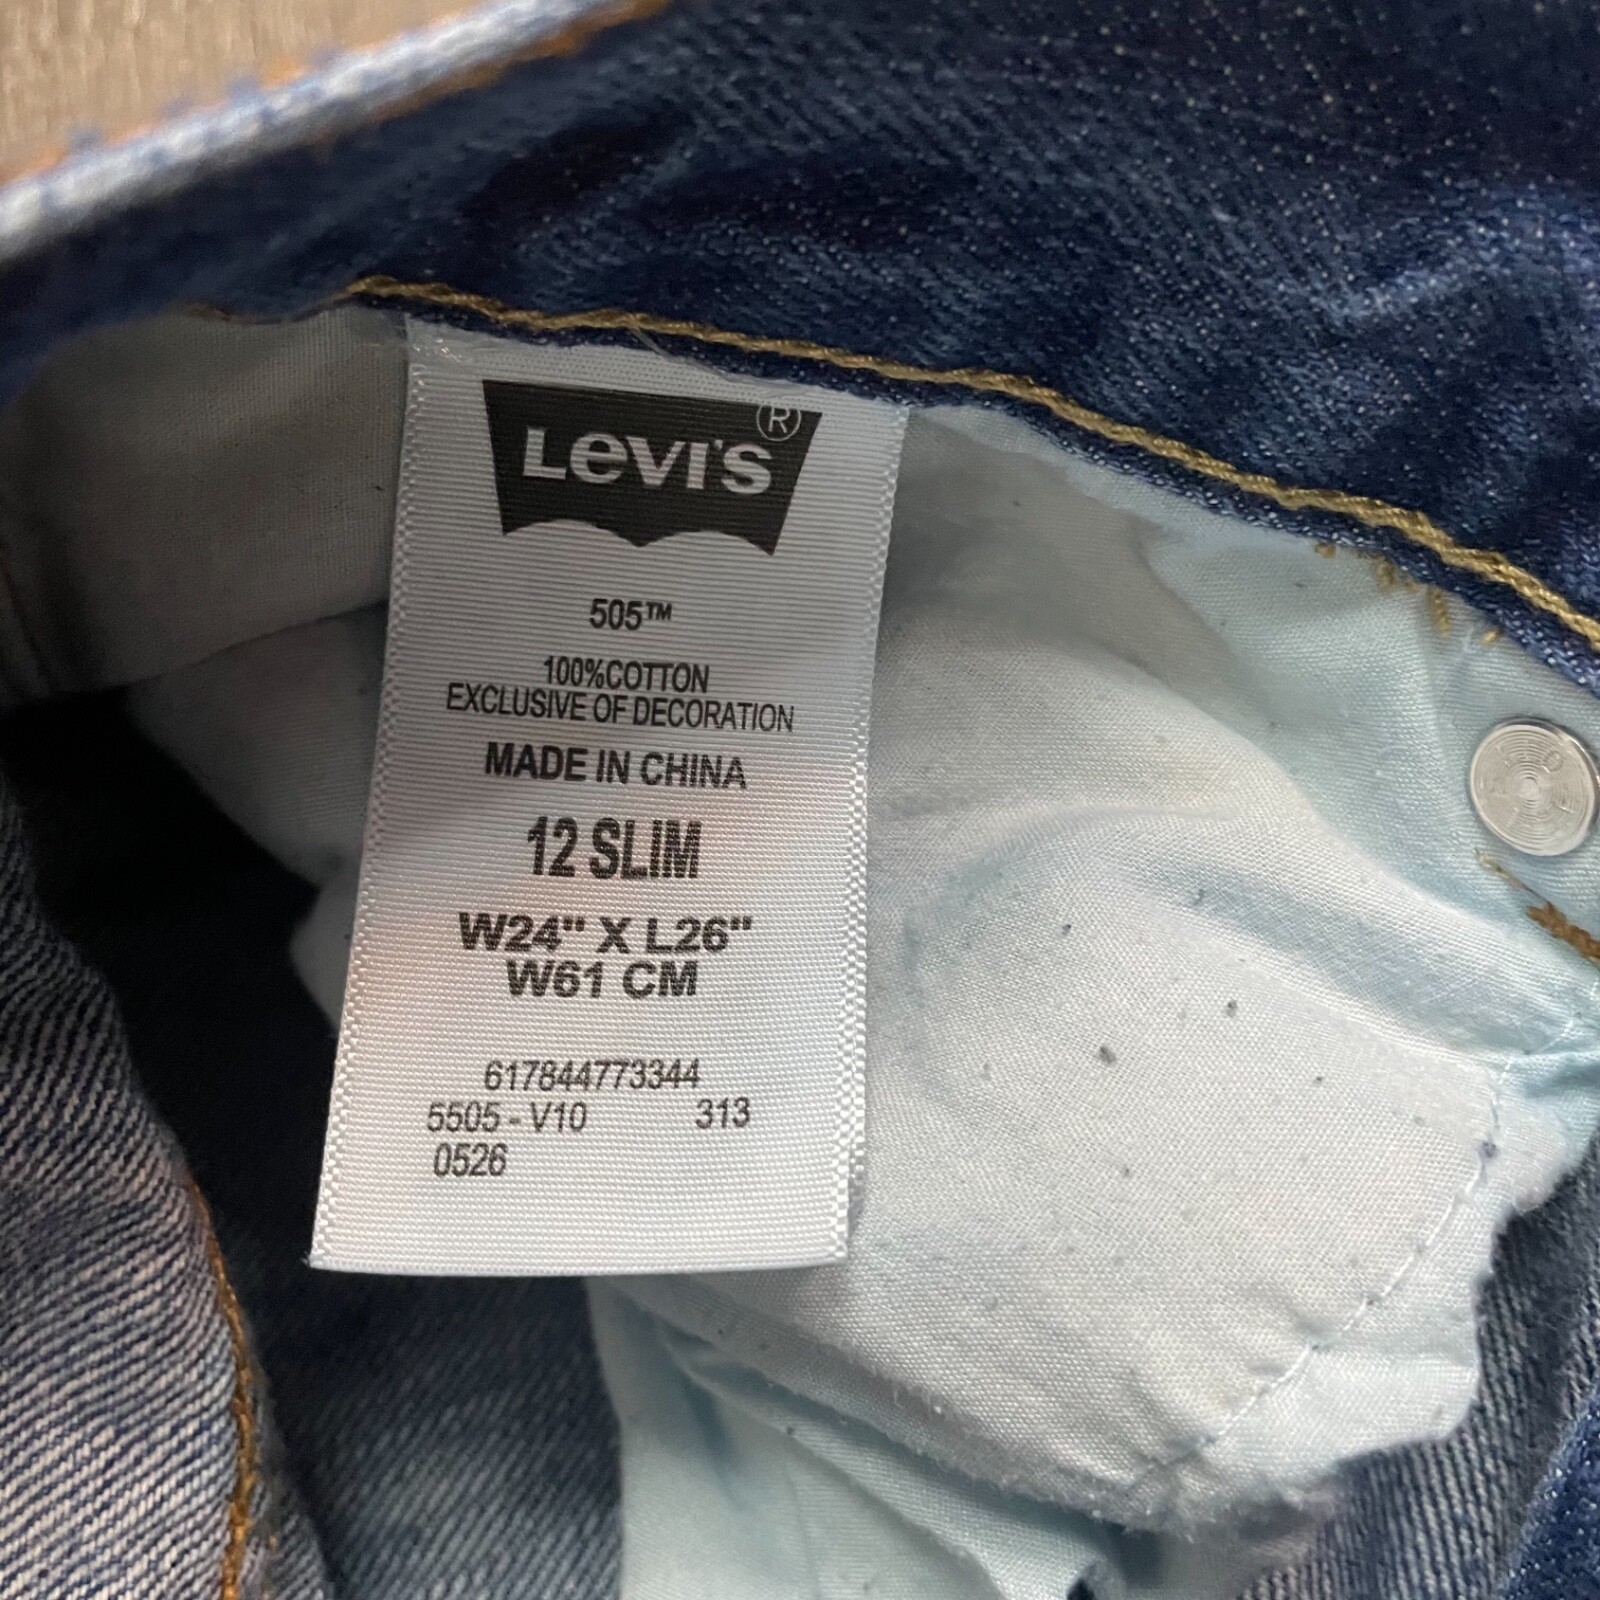 LEVI'S®
505™
100%COTTON
EXCLUSIVE OF DECORATION
MADE IN CHINA
12 SLIM
W24" X L26"
W61 CM
617844773344
5505 - V10 313
0526